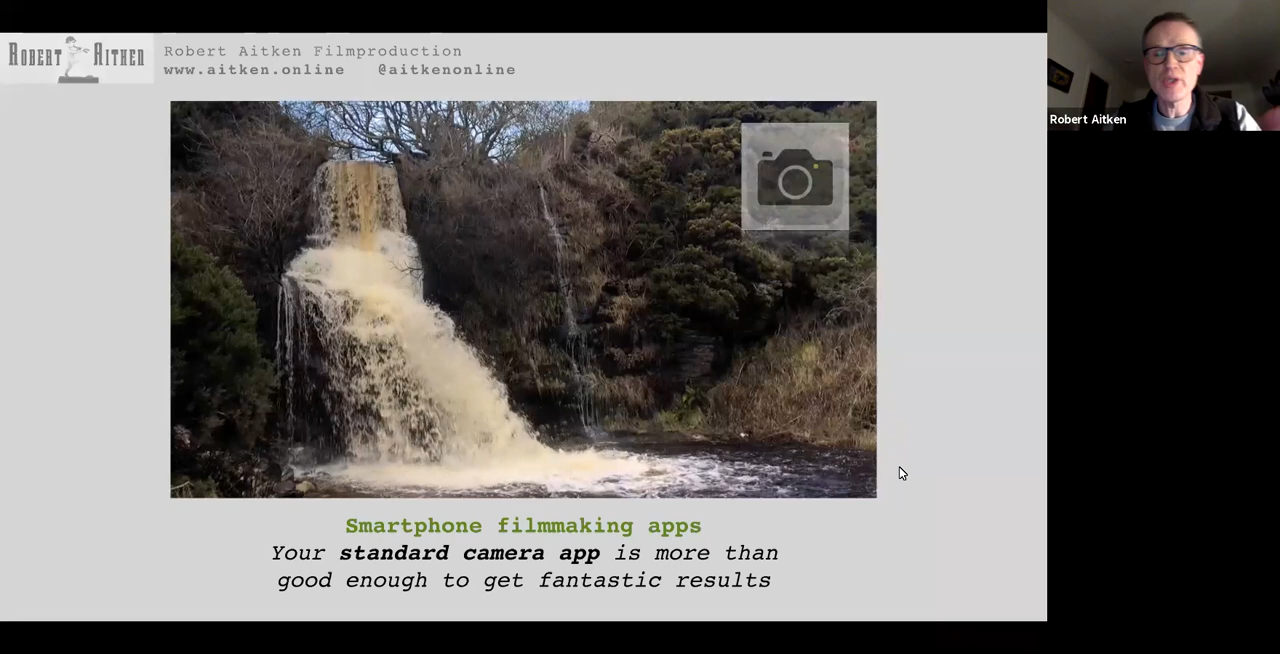 ROBERT AITKEN
Robert Aitken Filmproduction
www.aitken.online @aitkenonline
Robert Aitken
Smartphone filmmaking apps
Your standard camera app is more than
good enough to get fantastic results